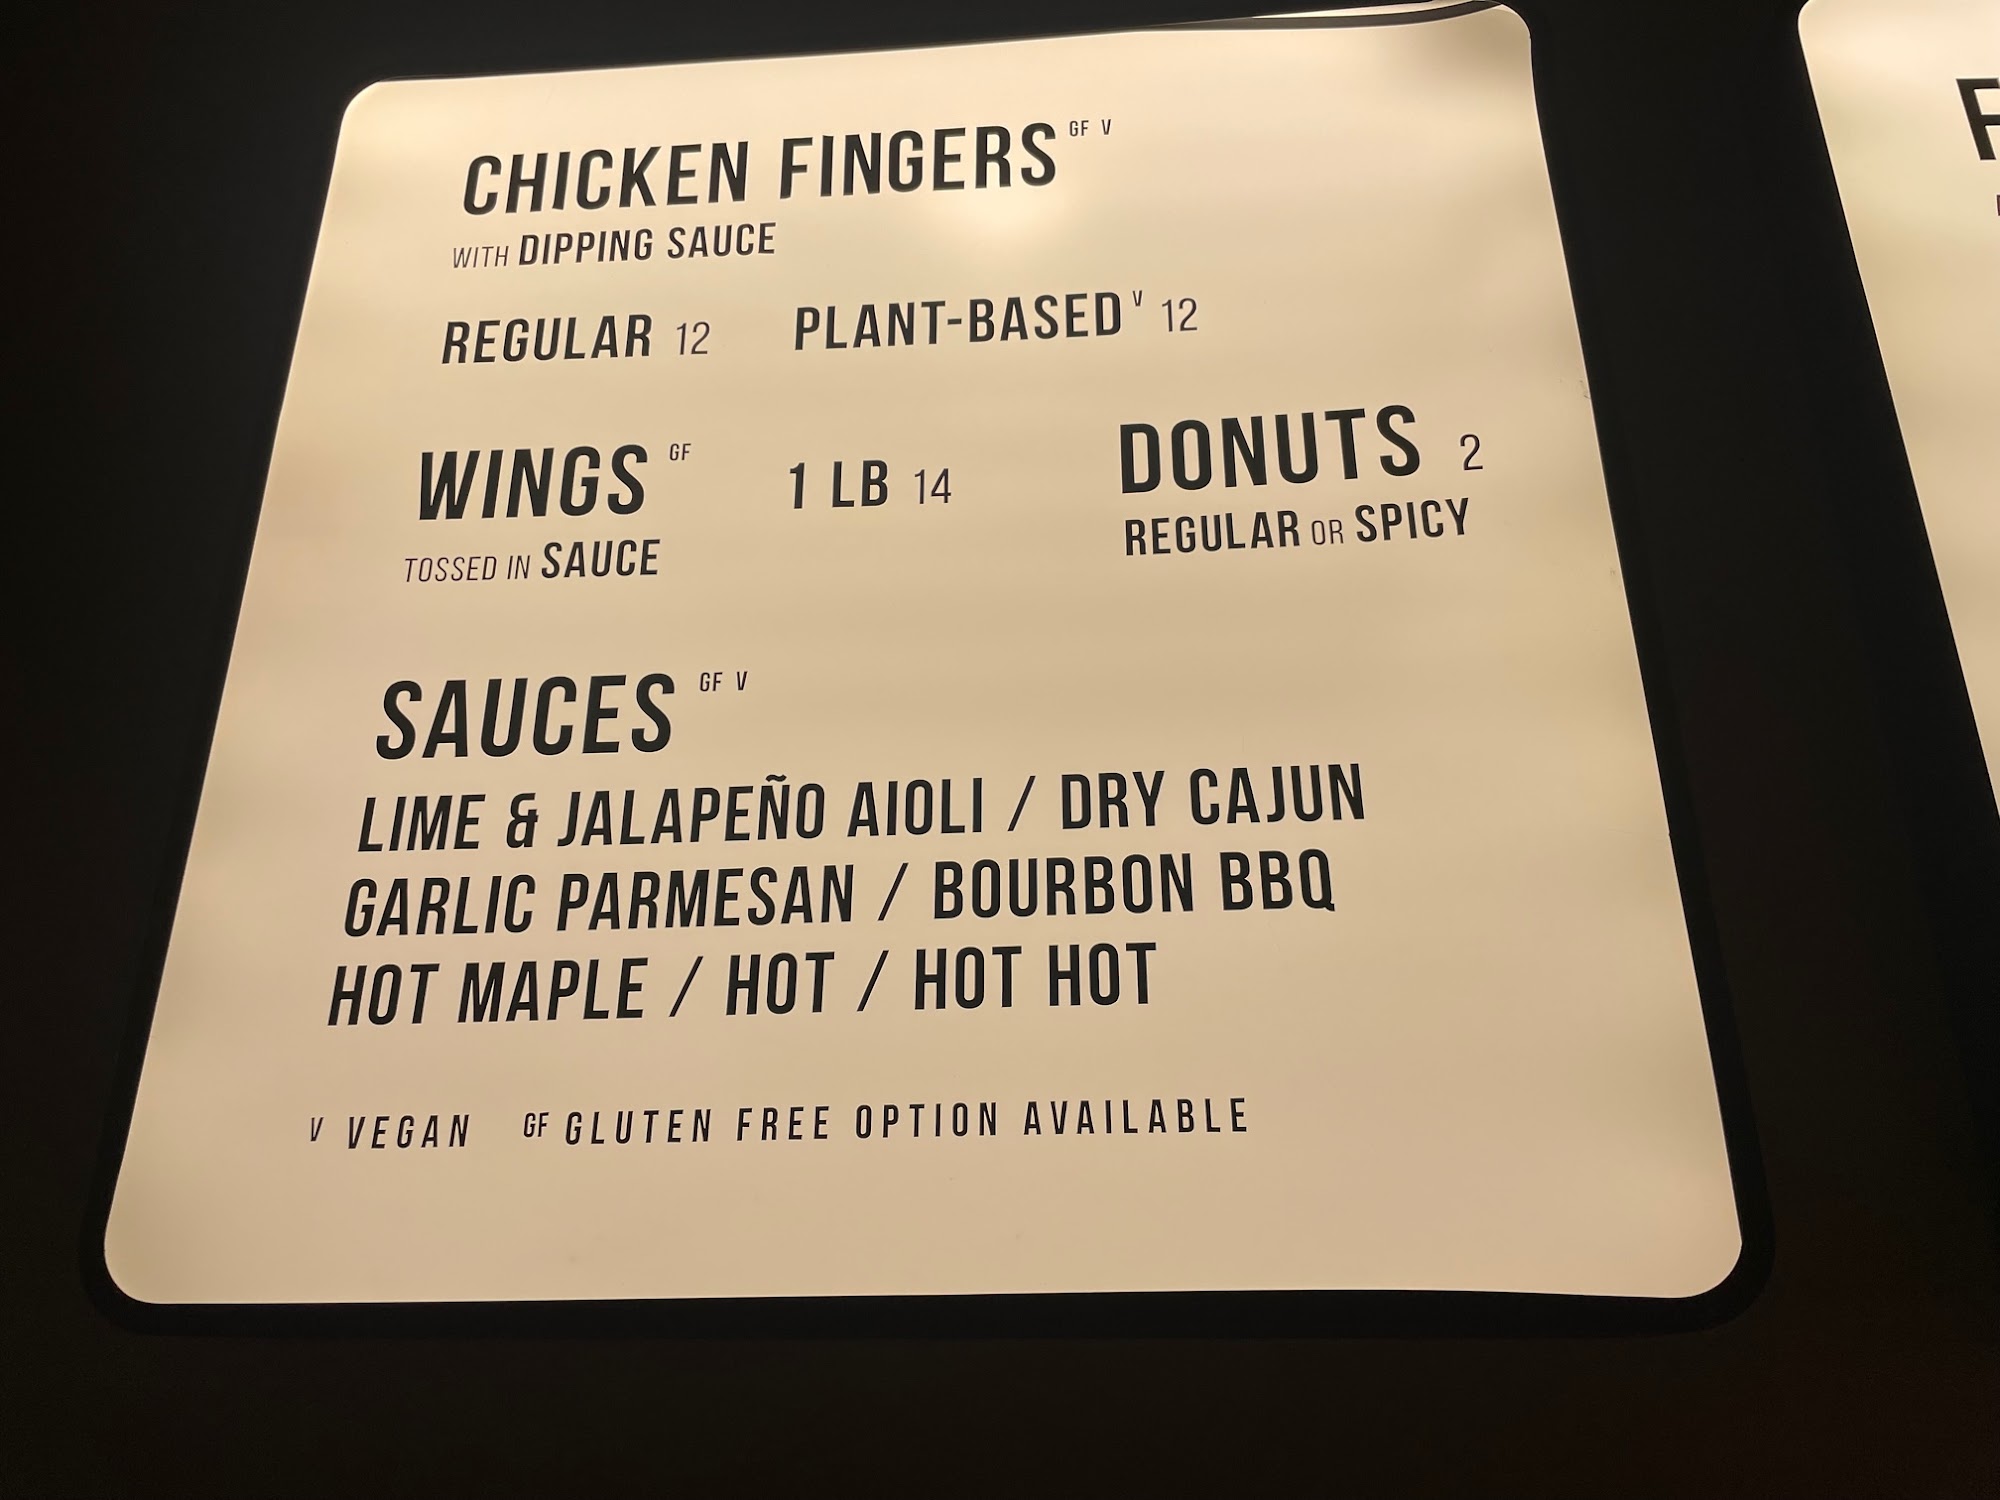 CHICKEN FINGERS GF V
WITH DIPPING SAUCE
REGULAR 12 PLANT-BASED V 12
WINGS GF 1 LB 14
TOSSED IN SAUCE
DONUTS 2
REGULAR OR SPICY
SAUCES GF V
LIME & JALAPEÑO AIOLI / DRY CAJUN
GARLIC PARMESAN / BOURBON BBQ
HOT MAPLE / HOT / HOT HOT
V VEGAN GF GLUTEN FREE OPTION AVAILABLE